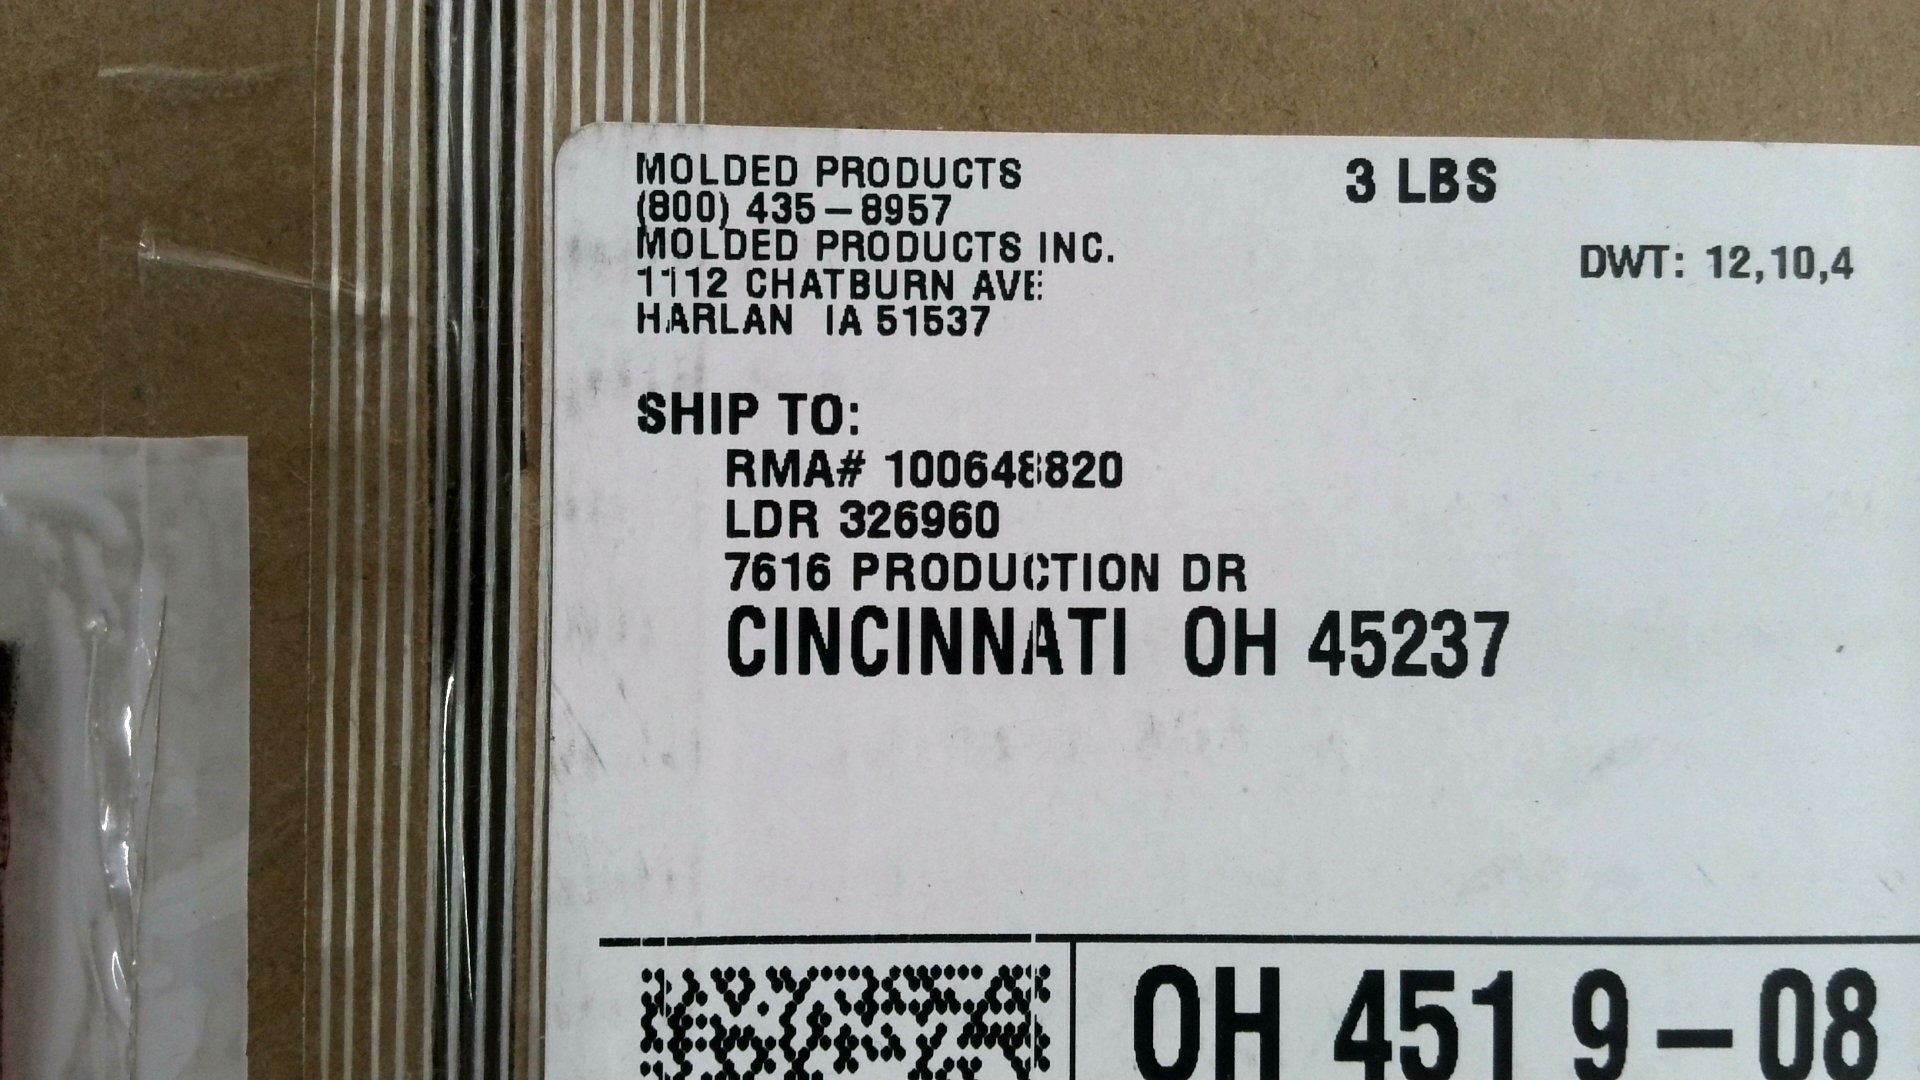 MOLDED PRODUCTS
3 LBS
(800) 435-8957
MOLDED PRODUCTS INC.
DWT: 12,10,4
1112 CHATBURN AVE
HARLAN IA 51537
SHIP TO:
RMA# 100648820
LDR 326960
7616 PRODUCTION DR
CINCINNATI OH 45237
OH 451 9-08